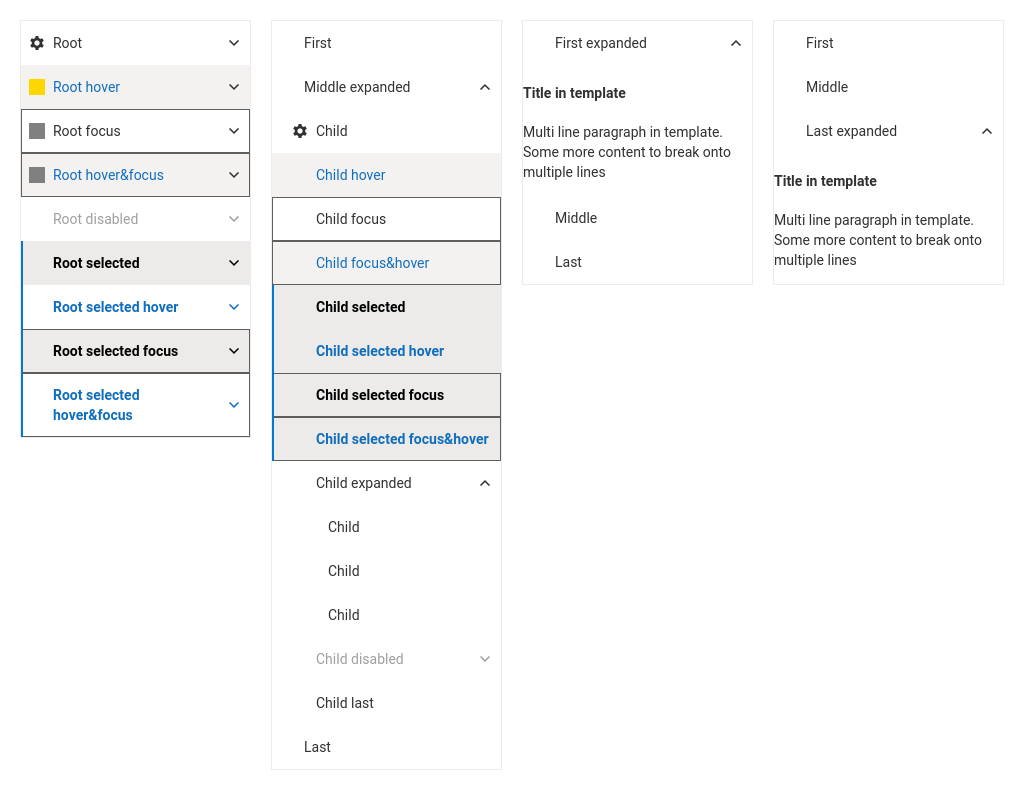 Root
Root hover
Root focus
Root hover&focus
Root disabled
Root selected
Root selected hover
Root selected focus
Root selected
hover&focus
First
Middle expanded
Child
Child hover
Child focus
Child focus&hover
Child selected
Child selected hover
Child selected focus
Child selected focus&hover
Child expanded
Child
Child
Child
Child disabled
Child last
Last
First expanded
Title in template
Multi line paragraph in template.
Some more content to break onto
multiple lines
Middle
Last
First
Middle
Last expanded
Title in template
Multi line paragraph in template.
Some more content to break onto
multiple lines